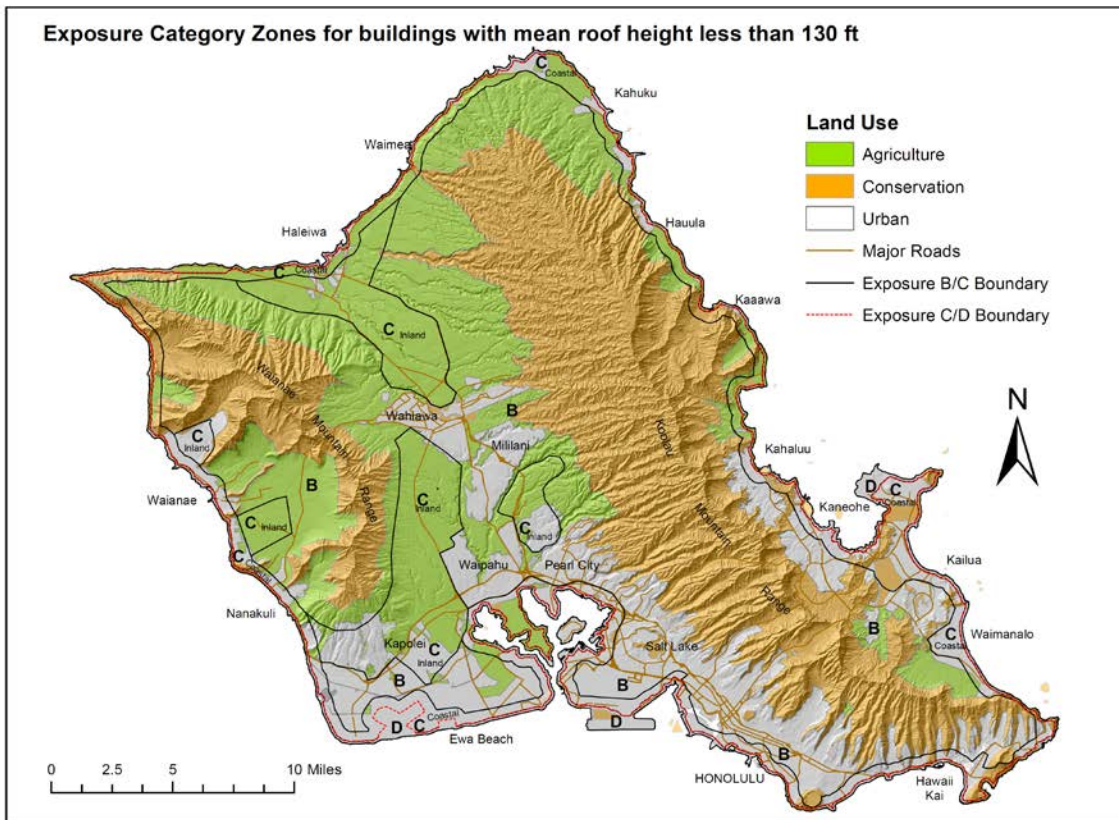 Exposure Category Zones for buildings with mean roof height less than 130 ft
C
Coastal
Kahuku
Waimea
Land Use
Agriculture
Conservation
Urban
Major Roads
Exposure B/C Boundary
Exposure C/D Boundary
Hauula
Haleiwa
C
Coastal
Kaaawa
C Inland
Waianae
Mountain
Range
Wahiawa
B
Mililani
Koolau
Mountain
Range
N
C
Inland
B
Kahaluu
Waianae
C
Inland
C Inland
C
Inland
Kaneohe
D
C
Coastal
C
Coastal
Waipahu
Pearl City
Kailua
Nanakuli
B
C
Coastal
Waimanalo
Kapolei
C
Inland
Salt Lake
B
B
D
C
Coastal
Ewa Beach
D
B
HONOLULU
Hawaii
Kai
0 2.5 5 10 Miles